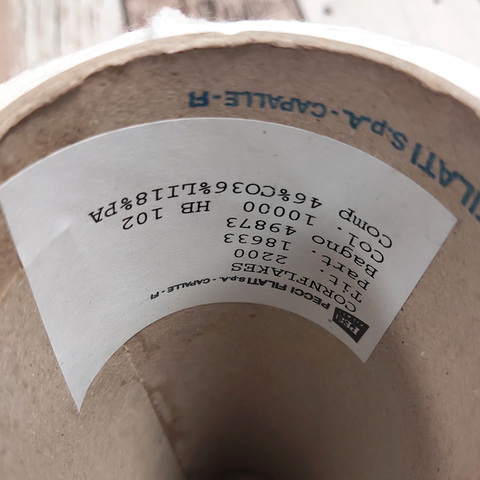 PECCI FILATI S.p.A. - CAPALLE - FI
CORNFLAKES
Tit. 2200
Part. 18633
Bagno 49873
Col. 10000 HB 102
Comp 46%CO36%LI18%PA
FILATI S.p.A. - CAPALLE - FI